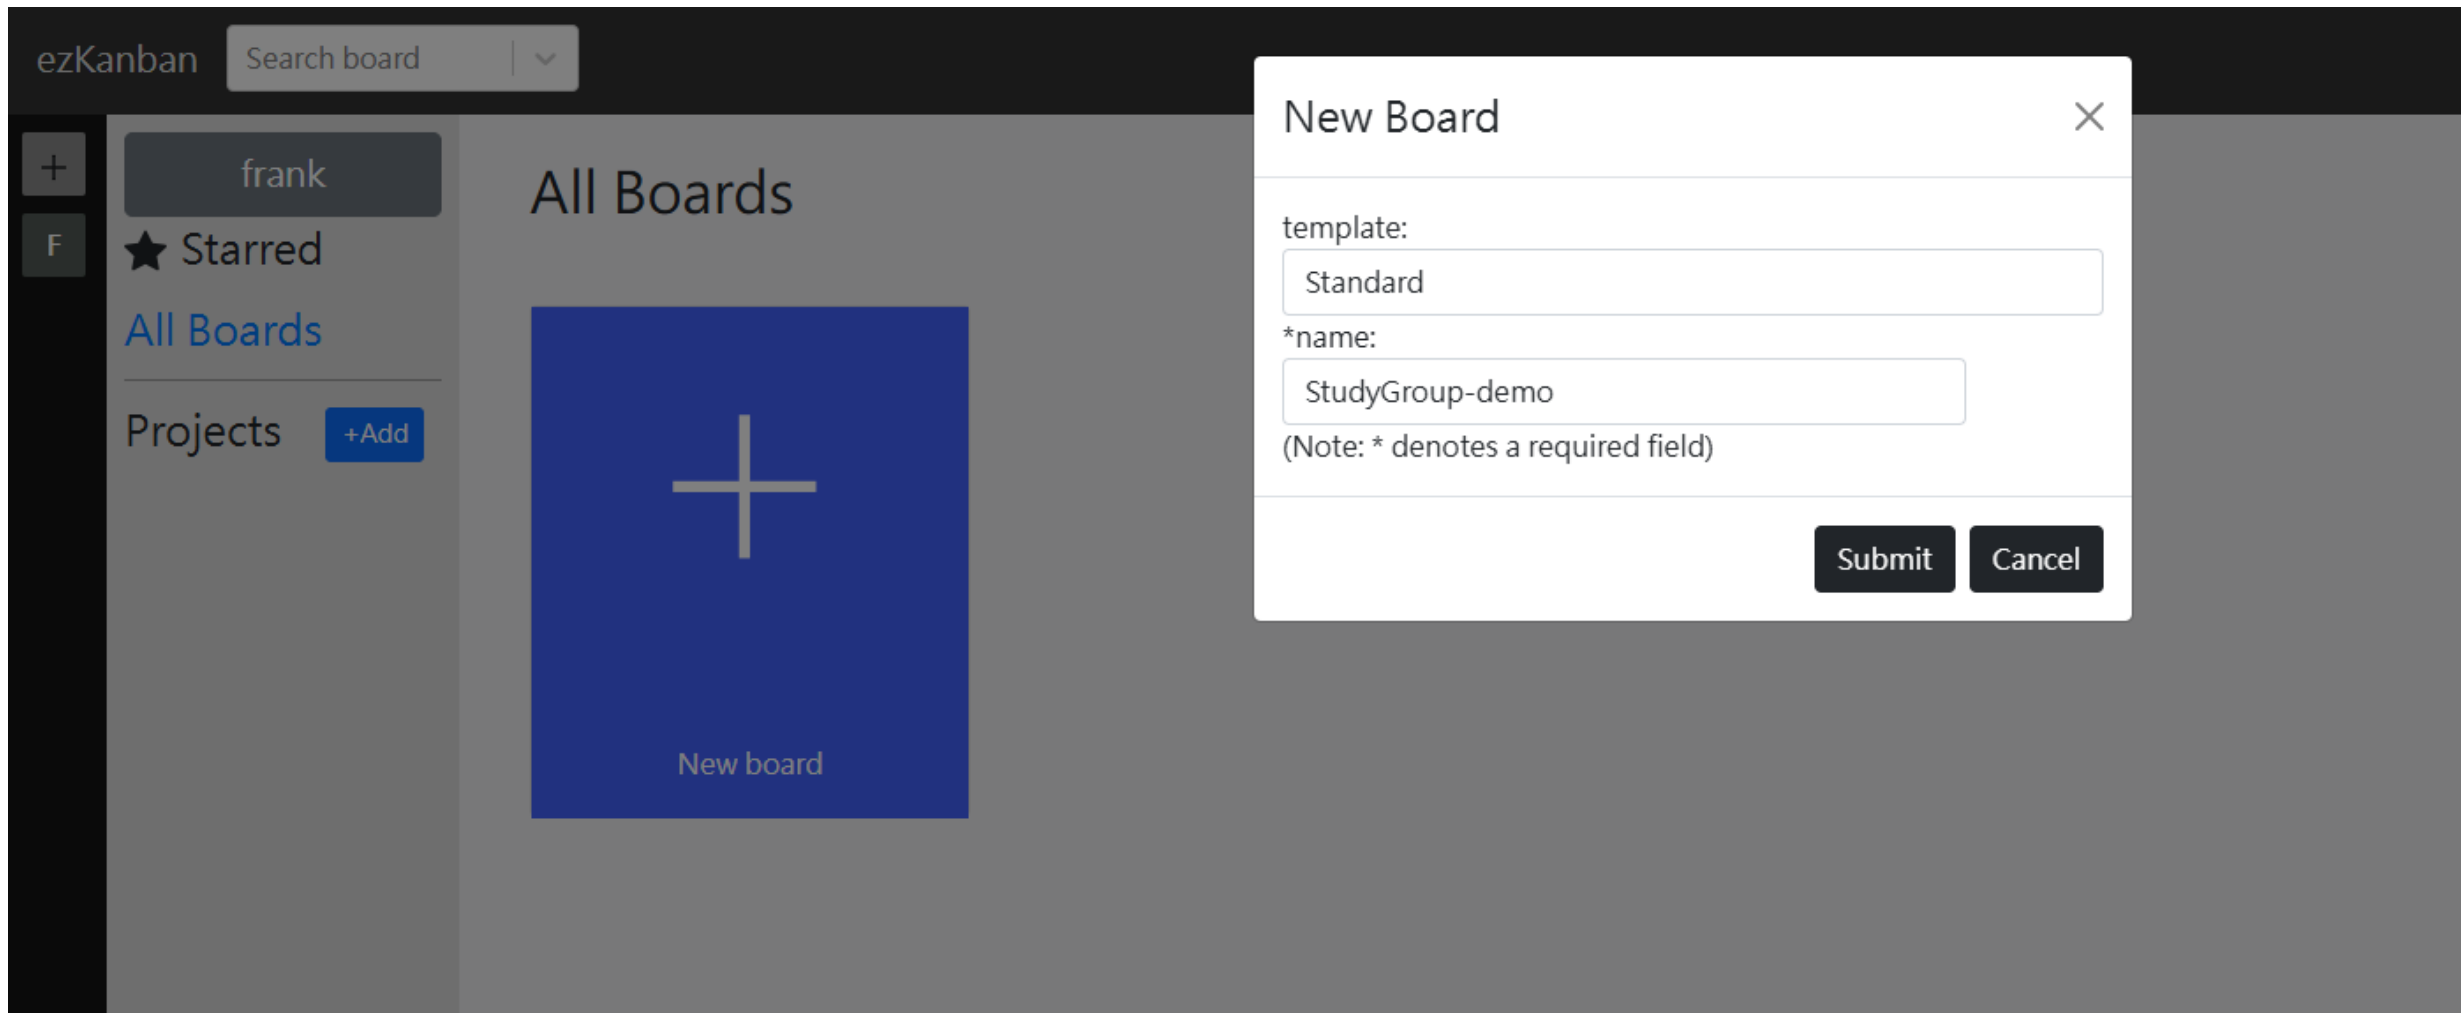 ezKanban
Search board
+
F
frank
Starred
All Boards
Projects
+Add
All Boards
New board
New Board
template:
Standard
*name:
StudyGroup-demo
(Note: * denotes a required field)
Submit
Cancel